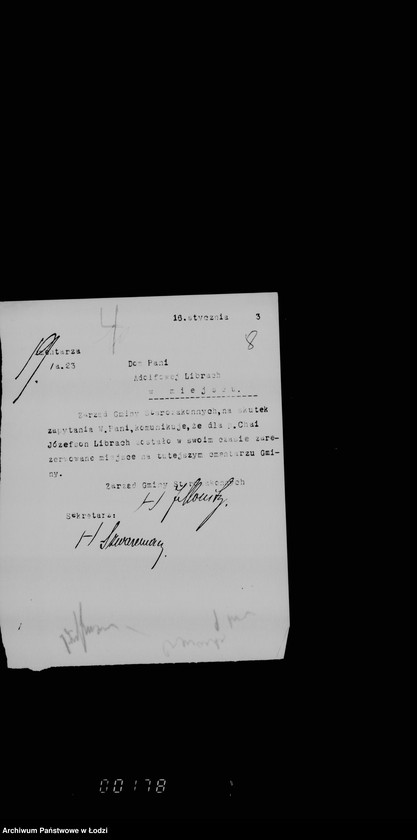 4
16.stycznia 3
8
Cmentarza
/a.23
Dom Pani
Adolfowej Librach
w miejscu.
Zarząd Gminy Starozakonnych,na skutek
zapytania W.Pani,komunikuje,że dla p.Chai
Józefson Librach zostało w swoim czasie zare-
zerwowane miejsce na tutejszym cmentarzu Gmi-
ny.
Zarząd Gminy Starozakonnych
Sekretarz:
00178
Archiwum Państwowe w Łodzi